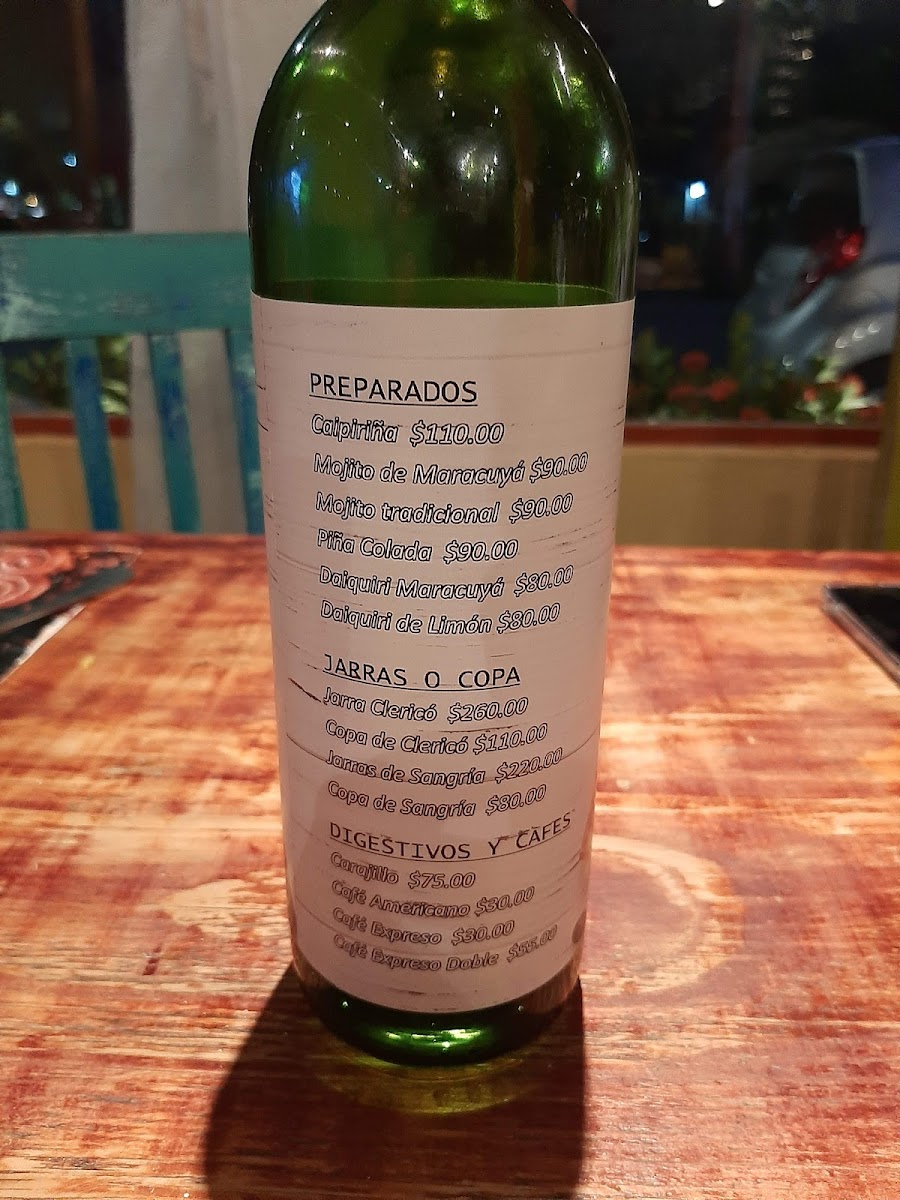 PREPARADOS
Caipiriña $110.00
Mojito de Maracuyá $90.00
Mojito tradicional $90.00
Piña Colada $90.00
Daiquiri Maracuyá $80.00
Daiquiri de Limón $80.00
JARRAS O COPA
Jarra Clericó $260.00
Copa de Clericó $110.00
Jarras de Sangría $220.00
Copa de Sangría $80.00
DIGESTIVOS Y CAFES
Carajillo $75.00
Café Americano $30.00
Café Expreso $30.00
Café Expreso Doble $55.00